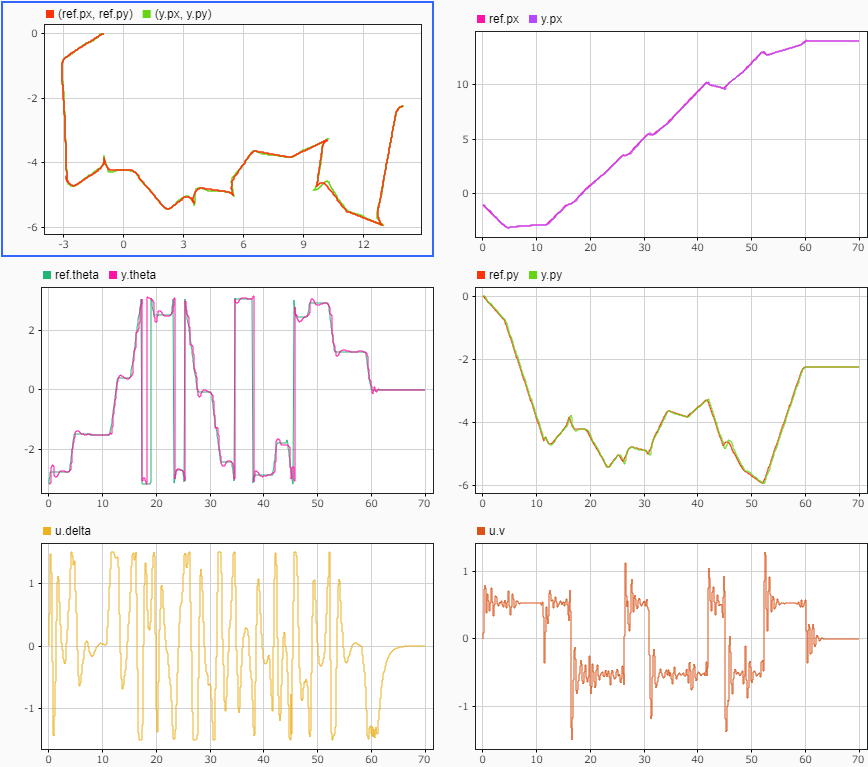 (ref.px, ref.py) (y.px, y.py)
0
-2
-4
-6
-3 0 3 6 9 12
ref.px y.px
10
5
0
0 10 20 30 40 50 60 70
ref.theta y.theta
2
0
-2
0 10 20 30 40 50 60 70
ref.py y.py
0
-2
-4
-6
0 10 20 30 40 50 60 70
u.delta
1
0
-1
0 10 20 30 40 50 60 70
u.v
1
0
-1
0 10 20 30 40 50 60 70